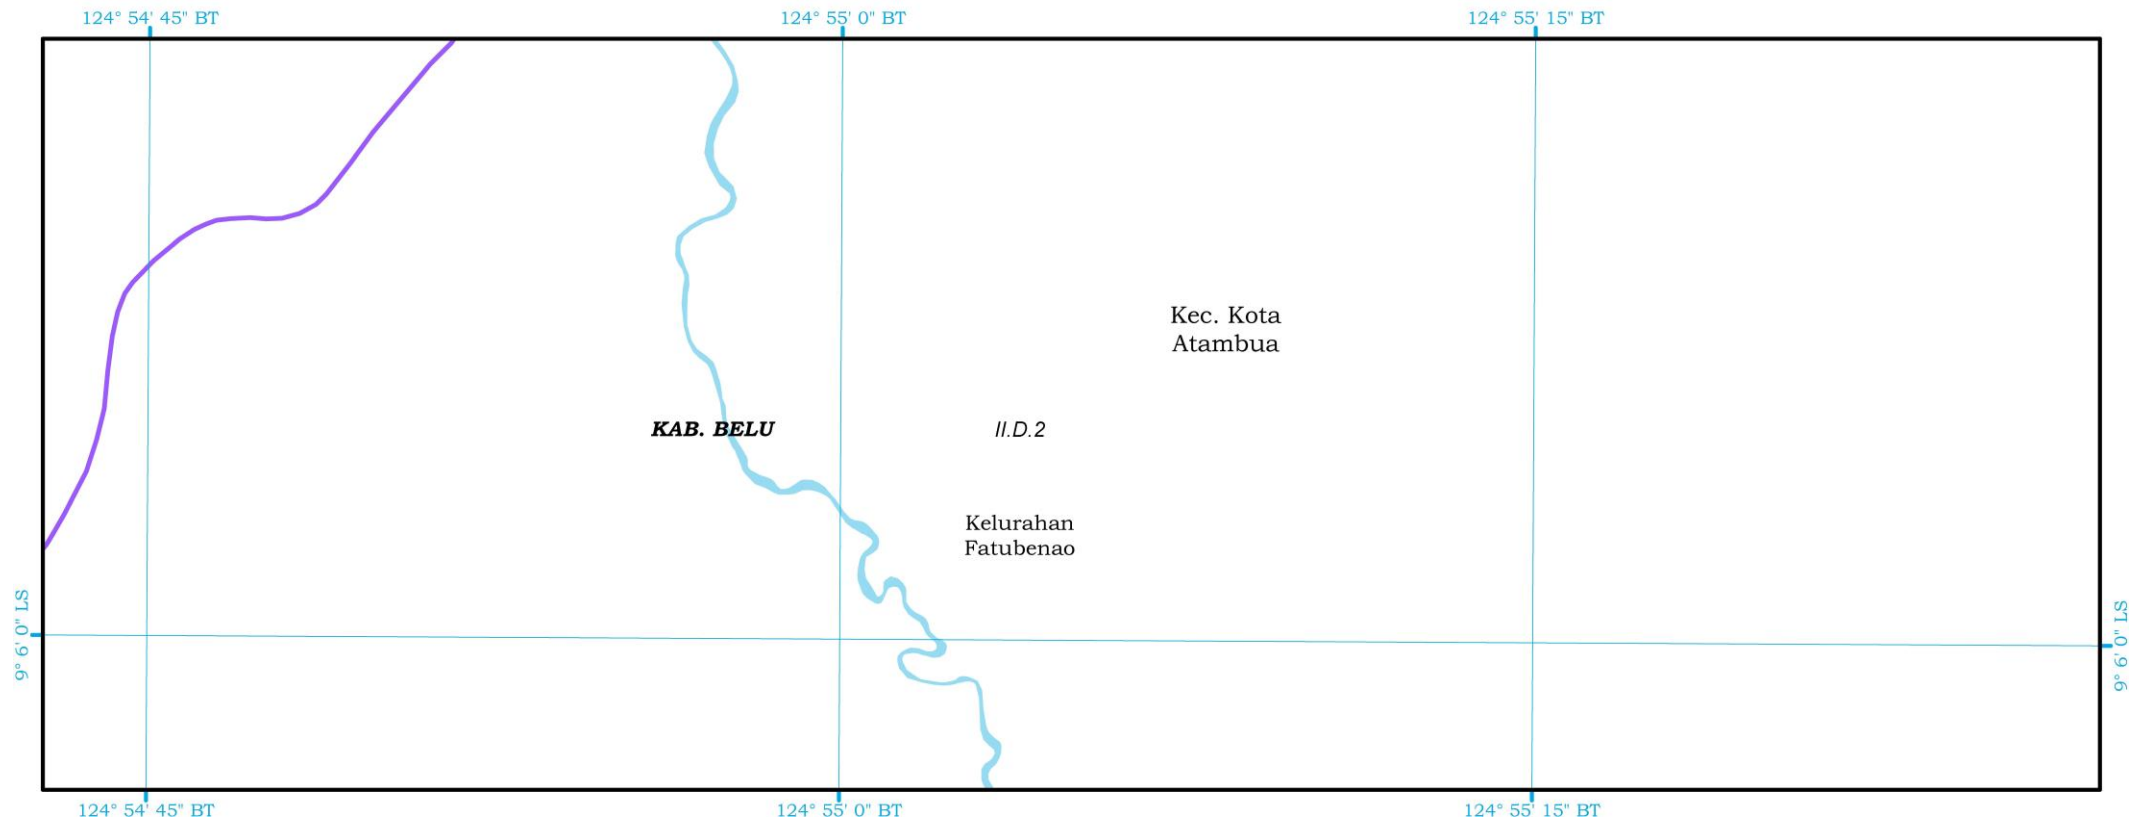 124° 54' 45" BT
124° 55' 0" BT
124° 55' 15" BT
Kec. Kota
Atambua
KAB. BELU
II.D.2
Kelurahan
Fatubenao
9° 6' 0" LS
9° 6' 0" LS
124° 54' 45" BT
124° 55' 0" BT
124° 55' 15" BT